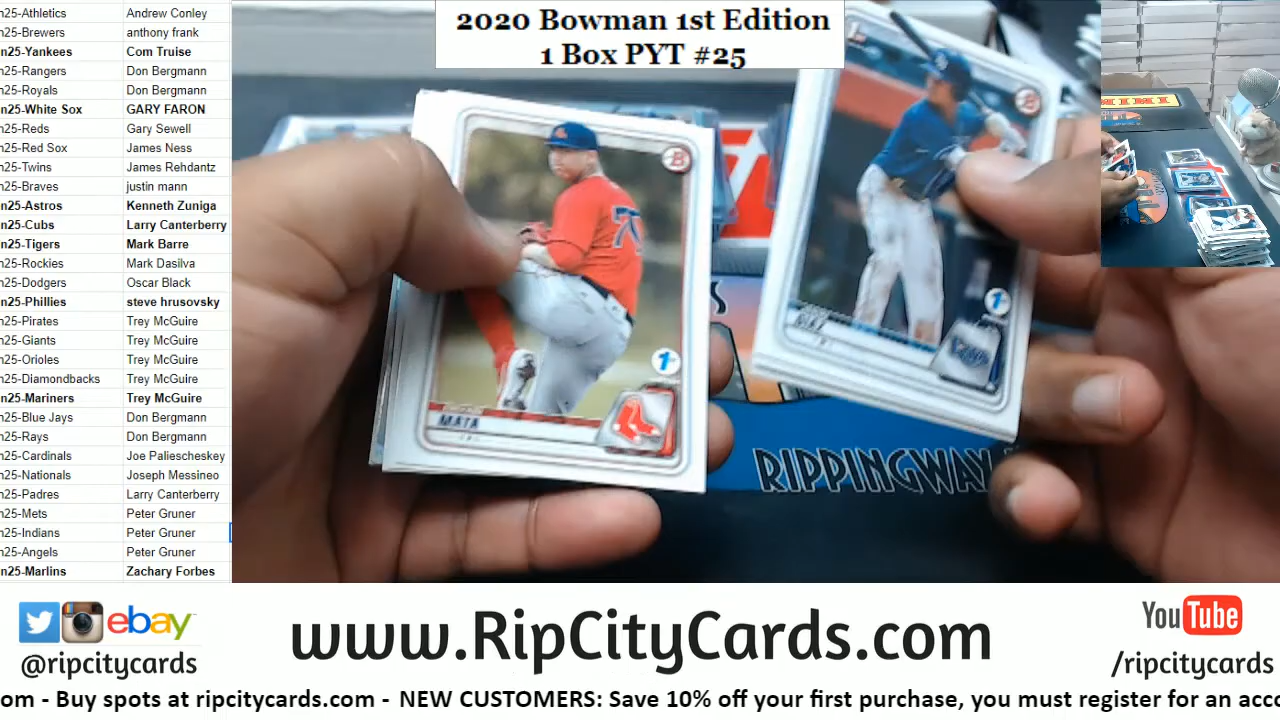 2020 Bowman 1st Edition
1 Box PYT #25
n25-Athletics Andrew Conley
n25-Brewers anthony frank
n25-Yankees Com Truise
n25-Rangers Don Bergmann
n25-Royals Don Bergmann
n25-White Sox GARY FARON
n25-Reds Gary Sewell
n25-Red Sox James Ness
n25-Twins James Rehdantz
n25-Braves justin mann
n25-Astros Kenneth Zuniga
n25-Cubs Larry Canterberry
n25-Tigers Mark Barre
n25-Rockies Mark Dasilva
n25-Dodgers Oscar Black
n25-Phillies steve hrusovsky
n25-Pirates Trey McGuire
n25-Giants Trey McGuire
n25-Orioles Trey McGuire
n25-Diamondbacks Trey McGuire
n25-Mariners Trey McGuire
n25-Blue Jays Don Bergmann
n25-Rays Don Bergmann
n25-Cardinals Joe Paliescheskey
n25-Nationals Joseph Messineo
n25-Padres Larry Canterberry
n25-Mets Peter Gruner
n25-Indians Peter Gruner
n25-Angels Peter Gruner
n25-Marlins Zachary Forbes
B
1st
MATA
B
1st
RIPPINGWAX
ebay
@ripcitycards
www.RipCityCards.com
YouTube
/ripcitycards
om - Buy spots at ripcitycards.com - NEW CUSTOMERS: Save 10% off your first purchase, you must register for an acco